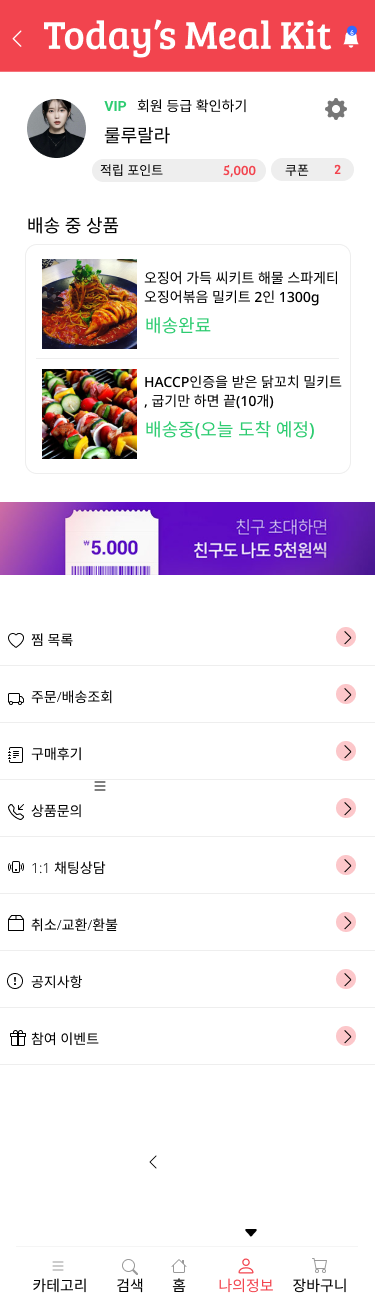 Today's Meal Kit
6
VIP 회원 등급 확인하기
룰루랄라
적립 포인트 5,000 쿠폰 2
배송 중 상품
오징어 가득 씨키트 해물 스파게티
오징어볶음 밀키트 2인 1300g
배송완료
HACCP인증을 받은 닭꼬치 밀키트
, 굽기만 하면 끝(10개)
배송중(오늘 도착 예정)
친구 초대하면
₩5.000 친구도 나도 5천원씩
찜 목록
주문/배송조회
구매후기
상품문의
1:1 채팅상담
취소/교환/환불
공지사항
참여 이벤트
카테고리 검색 홈 나의정보 장바구니